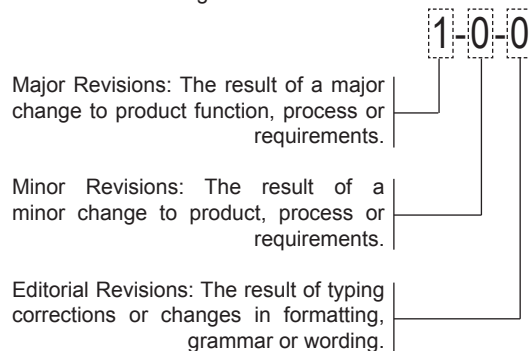 1-0-0
Major Revisions: The result of a major
change to product function, process or
requirements.
Minor Revisions: The result of a
minor change to product, process or
requirements.
Editorial Revisions: The result of typing
corrections or changes in formatting,
grammar or wording.